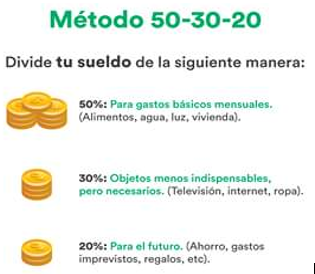 Método 50-30-20
Divide tu sueldo de la siguiente manera:
50%: Para gastos básicos mensuales.
(Alimentos, agua, luz, vivienda).
30%: Objetos menos indispensables,
pero necesarios. (Televisión, internet, ropa).
20%: Para el futuro. (Ahorro, gastos
imprevistos, regalos, etc).